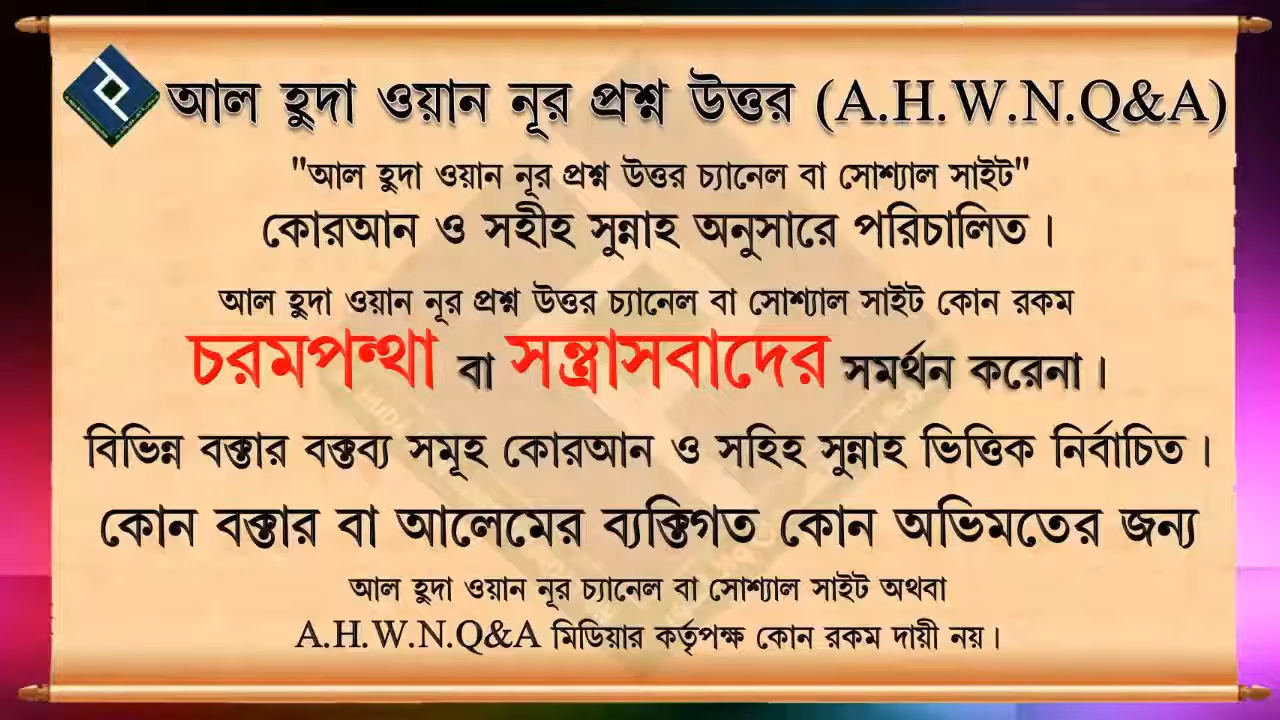 আল হুদা ওয়ান নূর প্রশ্ন উত্তর (A.H.W.N.Q&A)
"আল হুদা ওয়ান নূর প্রশ্ন উত্তর চ্যানেল বা সোশ্যাল সাইট"
কোরআন ও সহীহ সুন্নাহ অনুসারে পরিচালিত।
আল হুদা ওয়ান নূর প্রশ্ন উত্তর চ্যানেল বা সোশ্যাল সাইট কোন রকম
চরমপন্থা বা সন্ত্রাসবাদের সমর্থন করেনা।
বিভিন্ন বক্তার বক্তব্য সমূহ কোরআন ও সহিহ সুন্নাহ ভিত্তিক নির্বাচিত।
কোন বক্তার বা আলেমের ব্যক্তিগত কোন অভিমতের জন্য
আল হুদা ওয়ান নূর চ্যানেল বা সোশ্যাল সাইট অথবা
A.H.W.N.Q&A মিডিয়ার কর্তৃপক্ষ কোন রকম দায়ী নয়।